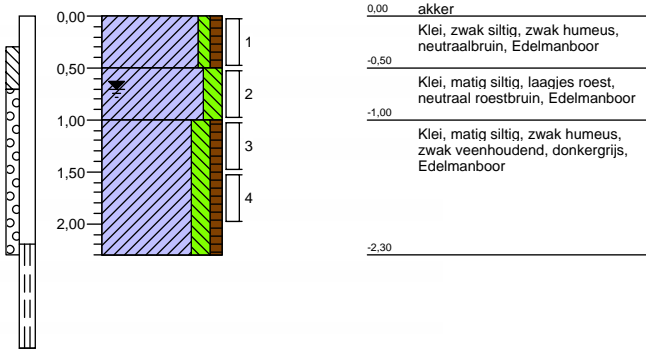 0,00
0,50
1,00
1,50
2,00
1
2
3
4
0,00 akker
Klei, zwak siltig, zwak humeus,
neutraalbruin, Edelmanboor
-0,50
Klei, matig siltig, laagjes roest,
neutraal roestbruin, Edelmanboor
-1,00
Klei, matig siltig, zwak humeus,
zwak veenhoudend, donkergrijs,
Edelmanboor
-2,30